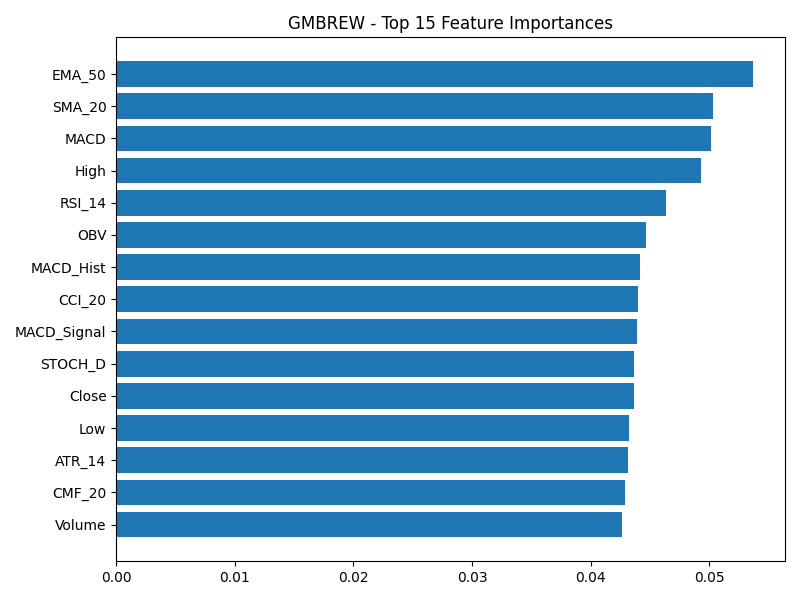 GMBREW - Top 15 Feature Importances
EMA_50
SMA_20
MACD
High
RSI_14
OBV
MACD_Hist
CCI_20
MACD_Signal
STOCH_D
Close
Low
ATR_14
CMF_20
Volume
0.00 0.01 0.02 0.03 0.04 0.05